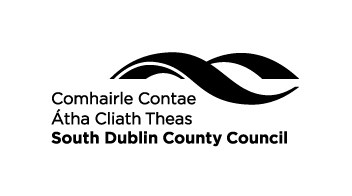 Comhairle Contae
Átha Cliath Theas
South Dublin County Council